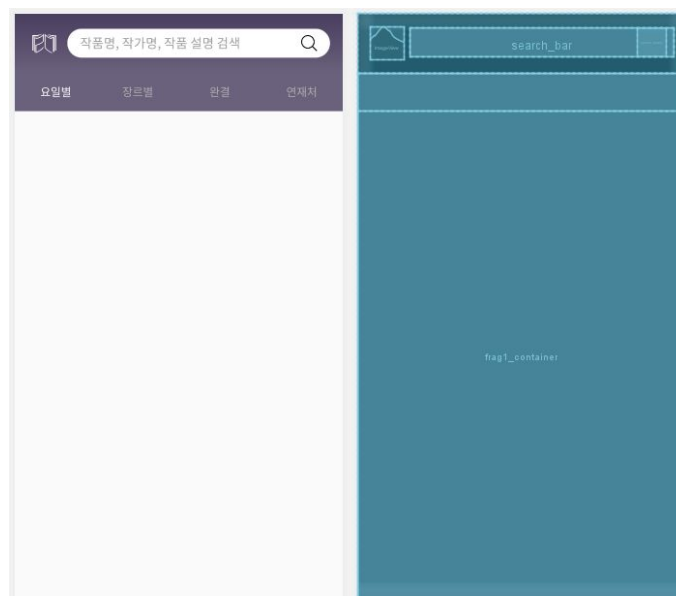 작품명, 작가명, 작품 설명 검색
요일별 장르별 완결 연재처
search_bar
frag1_container